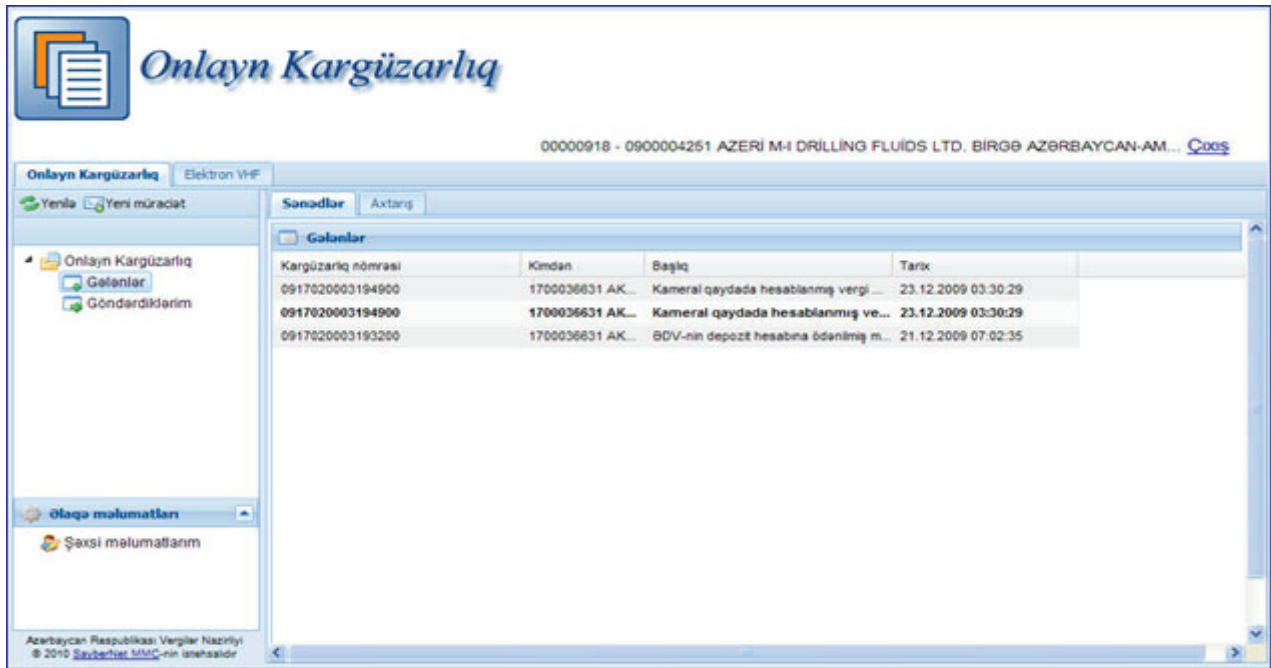 Onlayn Kargüzarlıq
00000918 - 0900004251 AZERİ M-I DRİLLİNG FLUİDS LTD. BİRGƏ AZƏRBAYCAN-AM... Çıxış
Onlayn Kargüzarlıq Elektron VHF
Yenilə Yeni müraciət
Sənədlər Axtarış
Gələnlər
Onlayn Kargüzarlıq
Gələnlər
Göndərdiklərim
Kargüzarlıq nömrəsi Kimdən Başlıq Tarix
0917020003194900 1700036631 AK... Kameral qaydada hesablanmış vergi ... 23.12.2009 03:30:29
0917020003194900 1700036631 AK... Kameral qaydada hesablanmış ve... 23.12.2009 03:30:29
0917020003193200 1700036631 AK... ƏDV-nin depozit hesabına ödənilmiş m... 21.12.2009 07:02:35
Əlaqə məlumatları
Şəxsi məlumatlarım
Azərbaycan Respublikası Vergilər Nazirliyi
© 2010 SayberNet MMC-nin istehsalıdır